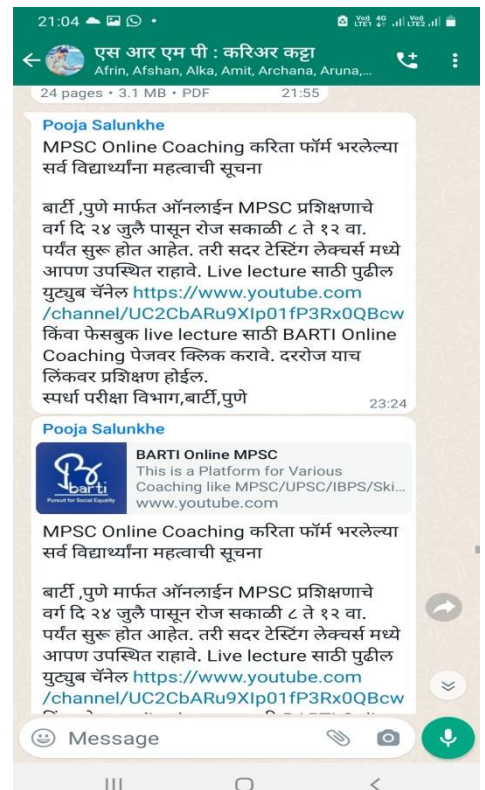 21:04
एस आर एम पी : करिअर कट्टा
Afrin, Afshan, Alka, Amit, Archana, Aruna,...
24 pages • 3.1 MB • PDF 21:55
Pooja Salunkhe
MPSC Online Coaching करिता फॉर्म भरलेल्या
सर्व विद्यार्थ्यांना महत्वाची सूचना
बार्टी ,पुणे मार्फत ऑनलाईन MPSC प्रशिक्षणाचे
वर्ग दि २४ जुलै पासून रोज सकाळी ८ ते १२ वा.
पर्यंत सुरू होत आहेत. तरी सदर टेस्टिंग लेक्चर्स मध्ये
आपण उपस्थित राहावे. Live lecture साठी पुढील
युट्युब चॅनेल https://www.youtube.com
/channel/UC2CbARu9XIp01fP3Rx0QBcw
किंवा फेसबुक live lecture साठी BARTI Online
Coaching पेजवर क्लिक करावे. दररोज याच
लिंकवर प्रशिक्षण होईल.
स्पर्धा परीक्षा विभाग,बार्टी,पुणे 23:24
Pooja Salunkhe
barti
Pursuit for Social Equality
BARTI Online MPSC
This is a Platform for Various
Coaching like MPSC/UPSC/IBPS/Ski...
www.youtube.com
MPSC Online Coaching करिता फॉर्म भरलेल्या
सर्व विद्यार्थ्यांना महत्वाची सूचना
बार्टी ,पुणे मार्फत ऑनलाईन MPSC प्रशिक्षणाचे
वर्ग दि २४ जुलै पासून रोज सकाळी ८ ते १२ वा.
पर्यंत सुरू होत आहेत. तरी सदर टेस्टिंग लेक्चर्स मध्ये
आपण उपस्थित राहावे. Live lecture साठी पुढील
युट्युब चॅनेल https://www.youtube.com
/channel/UC2CbARu9XIp01fP3Rx0QBcw
Message